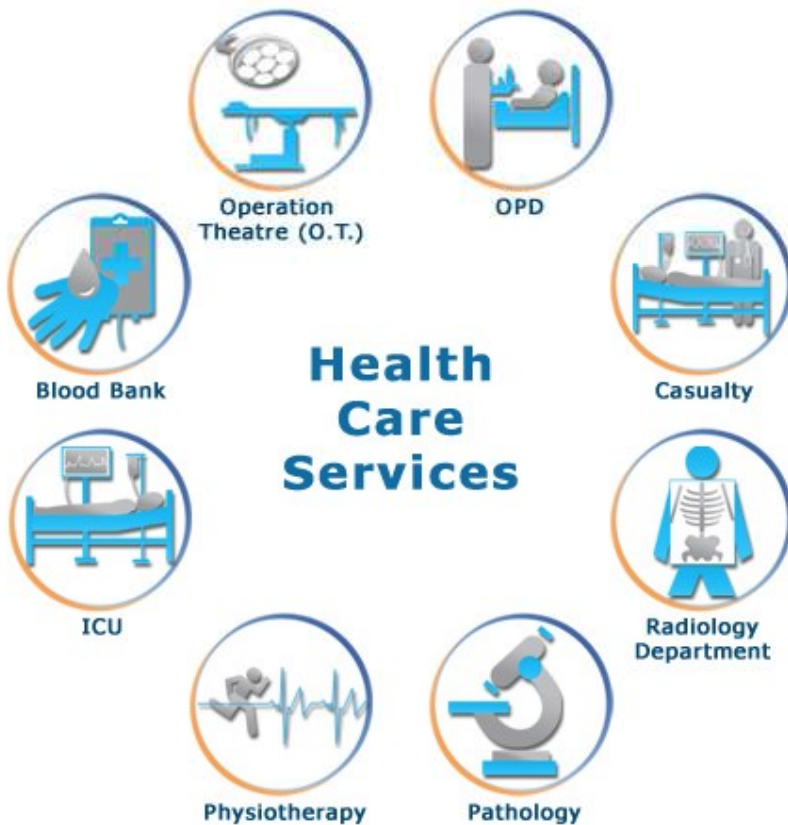 Operation
Theatre (O.T.)
OPD
Blood Bank
Casualty
Health
Care
Services
ICU
Radiology
Department
Physiotherapy
Pathology